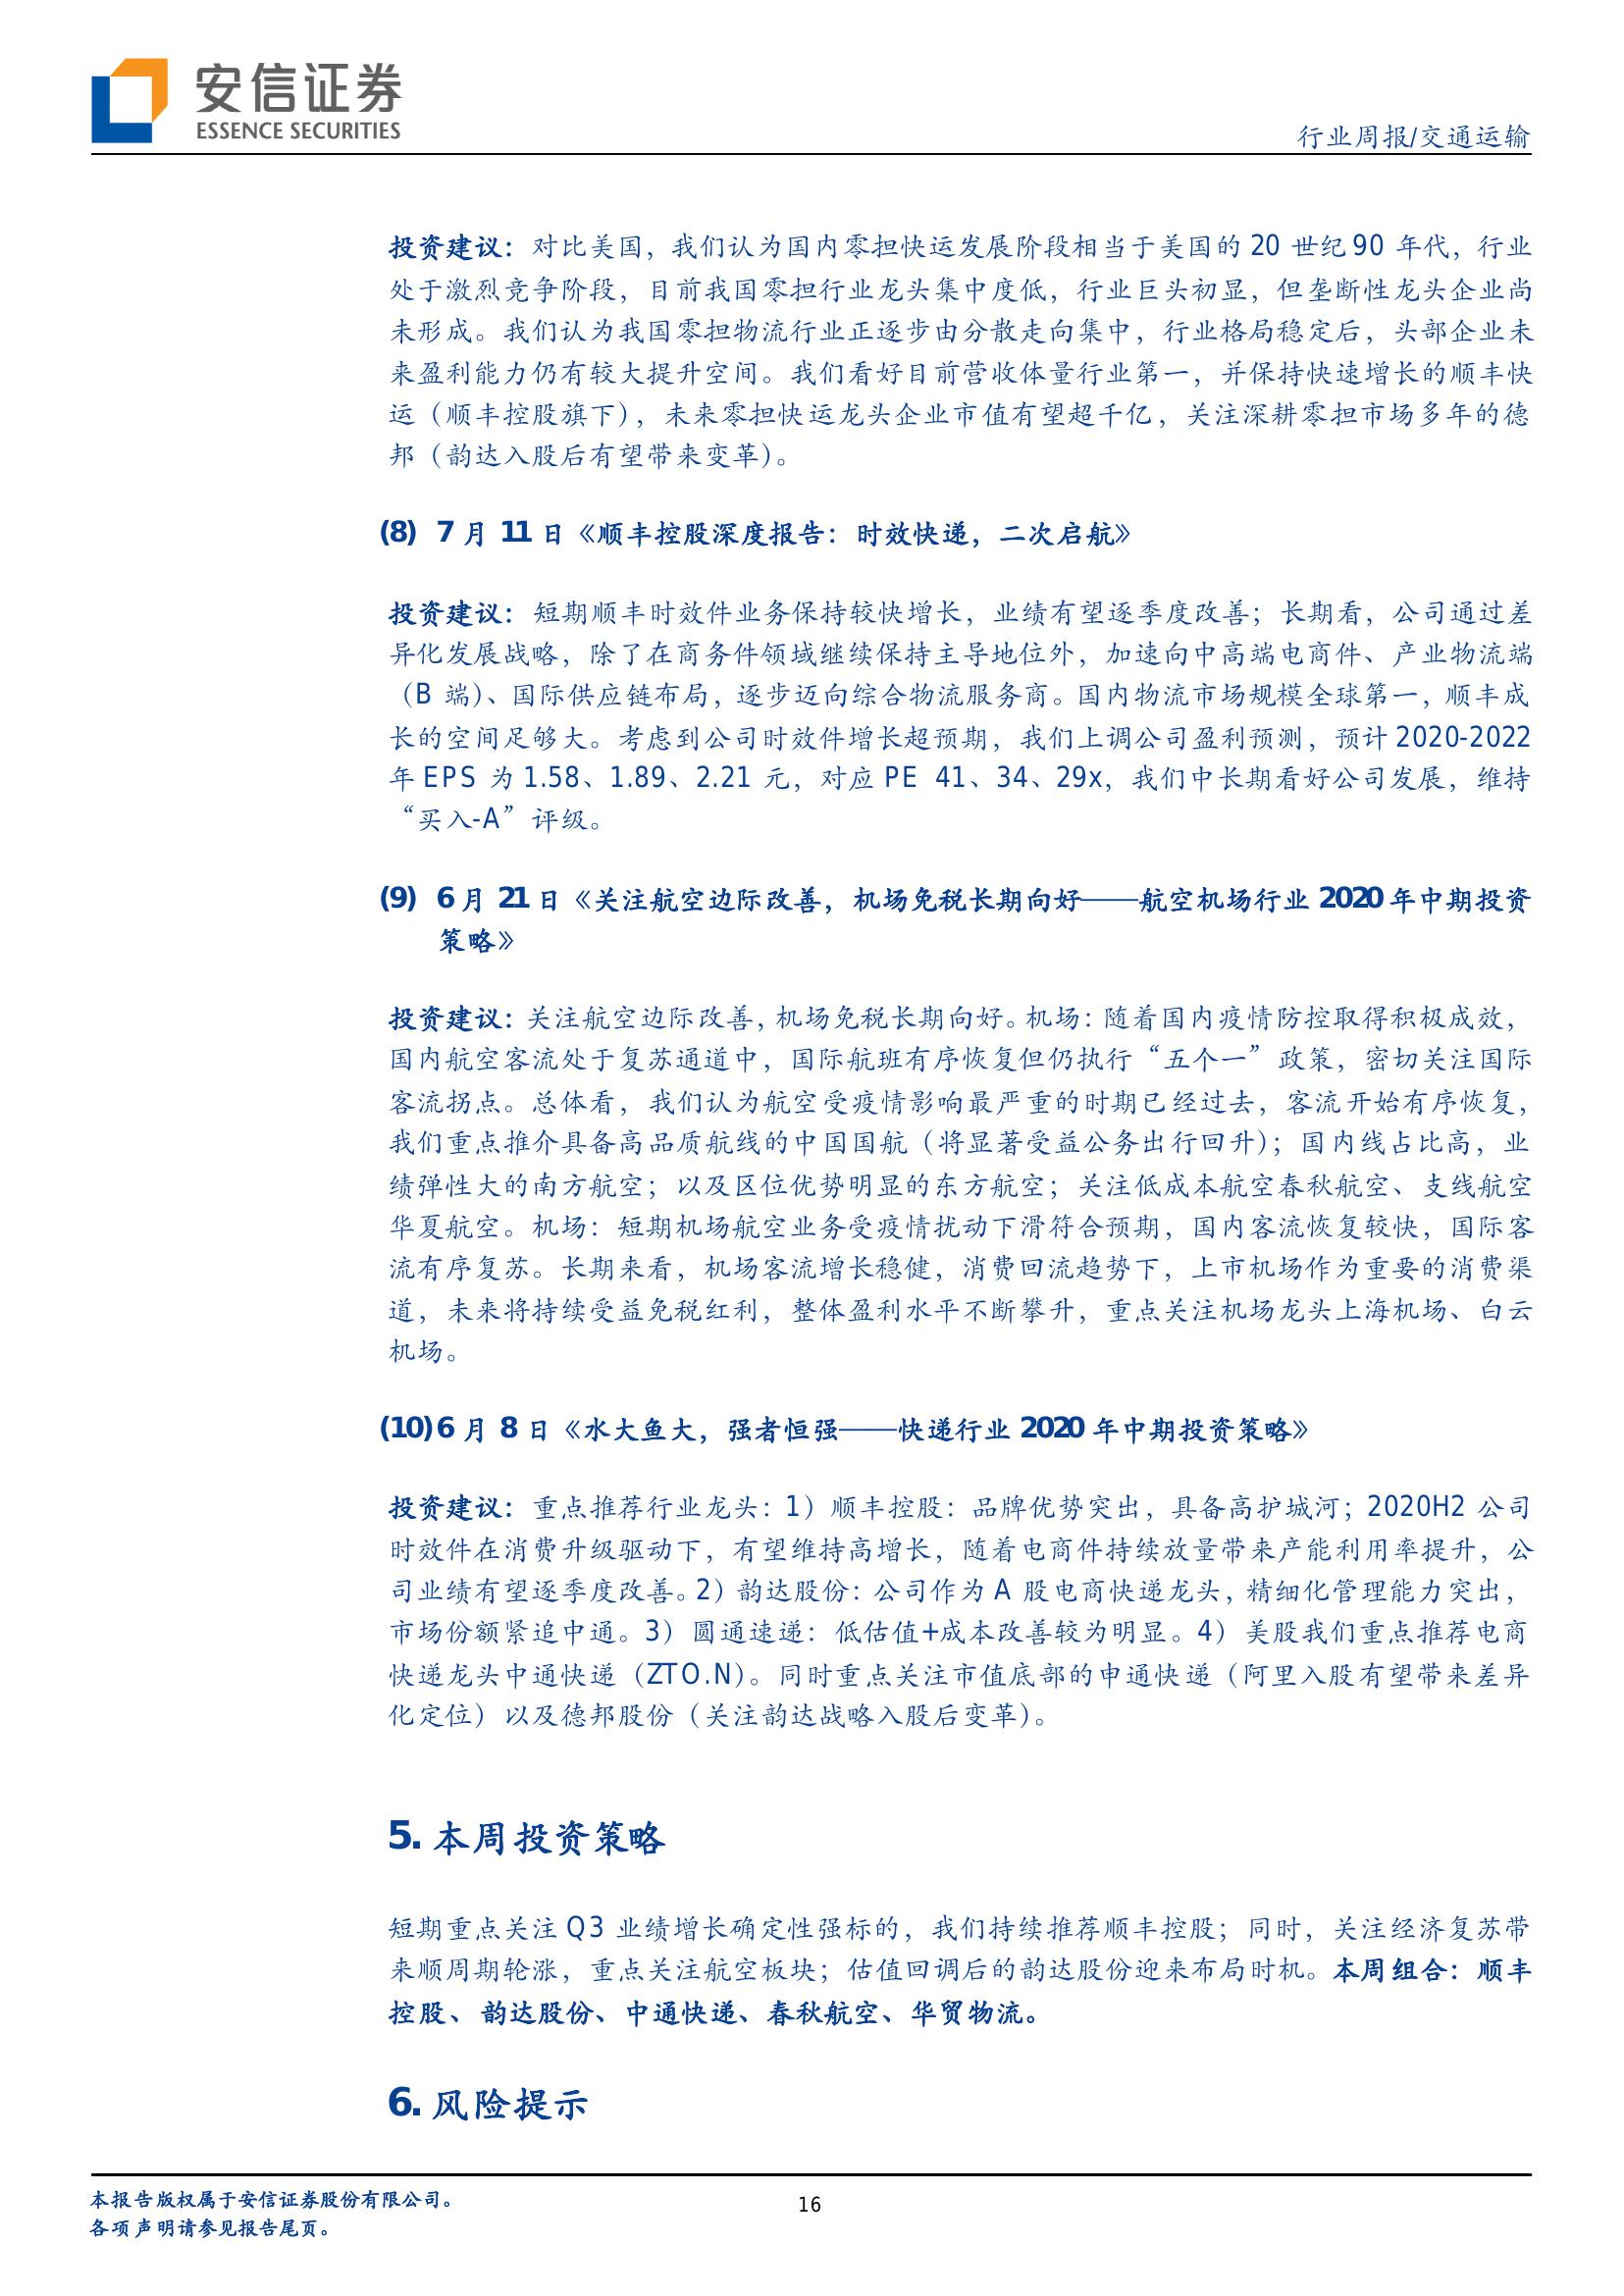 安信证券
ESSENCE SECURITIES
行业周报/交通运输
投资建议：对比美国，我们认为国内零担快运发展阶段相当于美国的 20 世纪 90 年代，行业
处于激烈竞争阶段，目前我国零担行业龙头集中度低，行业巨头初显，但垄断性龙头企业尚
未形成。我们认为我国零担物流行业正逐步由分散走向集中，行业格局稳定后，头部企业未
来盈利能力仍有较大提升空间。我们看好目前营收体量行业第一，并保持快速增长的顺丰快
运（顺丰控股旗下），未来零担快运龙头企业市值有望超千亿，关注深耕零担市场多年的德
邦（韵达入股后有望带来变革）。
(8) 7 月 11 日《顺丰控股深度报告：时效快递，二次启航》
投资建议：短期顺丰时效件业务保持较快增长，业绩有望逐季度改善；长期看，公司通过差
异化发展战略，除了在商务件领域继续保持主导地位外，加速向中高端电商件、产业物流端
（B 端）、国际供应链布局，逐步迈向综合物流服务商。国内物流市场规模全球第一，顺丰成
长的空间足够大。考虑到公司时效件增长超预期，我们上调公司盈利预测，预计 2020-2022
年 EPS 为 1.58、1.89、2.21 元，对应 PE 41、34、29x，我们中长期看好公司发展，维持
“买入-A”评级。
(9) 6 月 21 日《关注航空边际改善，机场免税长期向好——航空机场行业 2020 年中期投资
策略》
投资建议：关注航空边际改善，机场免税长期向好。机场：随着国内疫情防控取得积极成效，
国内航空客流处于复苏通道中，国际航班有序恢复但仍执行“五个一”政策，密切关注国际
客流拐点。总体看，我们认为航空受疫情影响最严重的时期已经过去，客流开始有序恢复，
我们重点推介具备高品质航线的中国国航（将显著受益公务出行回升）；国内线占比高，业
绩弹性大的南方航空；以及区位优势明显的东方航空；关注低成本航空春秋航空、支线航空
华夏航空。机场：短期机场航空业务受疫情扰动下滑符合预期，国内客流恢复较快，国际客
流有序复苏。长期来看，机场客流增长稳健，消费回流趋势下，上市机场作为重要的消费渠
道，未来将持续受益免税红利，整体盈利水平不断攀升，重点关注机场龙头上海机场、白云
机场。
(10) 6 月 8 日《水大鱼大，强者恒强——快递行业 2020 年中期投资策略》
投资建议：重点推荐行业龙头：1）顺丰控股：品牌优势突出，具备高护城河；2020H2 公司
时效件在消费升级驱动下，有望维持高增长，随着电商件持续放量带来产能利用率提升，公
司业绩有望逐季度改善。2）韵达股份：公司作为 A 股电商快递龙头，精细化管理能力突出，
市场份额紧追中通。3）圆通速递：低估值+成本改善较为明显。4）美股我们重点推荐电商
快递龙头中通快递（ZTO.N）。同时重点关注市值底部的申通快递（阿里入股有望带来差异
化定位）以及德邦股份（关注韵达战略入股后变革）。
5. 本周投资策略
短期重点关注 Q3 业绩增长确定性强标的，我们持续推荐顺丰控股；同时，关注经济复苏带
来顺周期轮涨，重点关注航空板块；估值回调后的韵达股份迎来布局时机。本周组合：顺丰
控股、韵达股份、中通快递、春秋航空、华贸物流。
6. 风险提示
本报告版权属于安信证券股份有限公司。
16
各项声明请参见报告尾页。